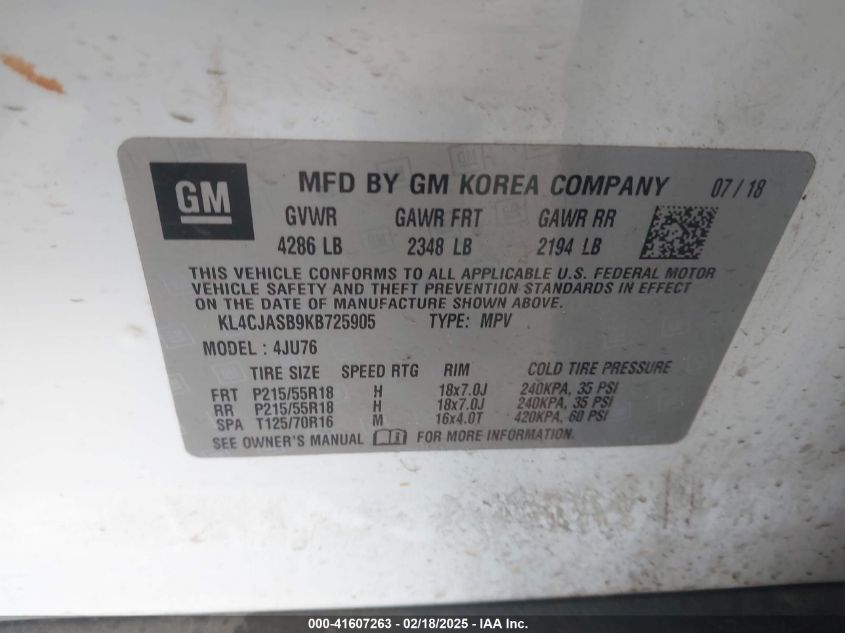 GM
MFD BY GM KOREA COMPANY 07/18
GVWR GAWR FRT GAWR RR
4286 LB 2348 LB 2194 LB
THIS VEHICLE CONFORMS TO ALL APPLICABLE U.S. FEDERAL MOTOR
VEHICLE SAFETY AND THEFT PREVENTION STANDARDS IN EFFECT
ON THE DATE OF MANUFACTURE SHOWN ABOVE.
KL4CJASB9KB725905 TYPE: MPV
MODEL : 4JU76
TIRE SIZE SPEED RTG RIM COLD TIRE PRESSURE
FRT P215/55R18 H 18x7.0J 240KPA, 35 PSI
RR P215/55R18 H 18x7.0J 240KPA, 35 PSI
SPA T125/70R16 M 16x4.0T 420KPA, 60 PSI
SEE OWNER'S MANUAL FOR MORE INFORMATION.
000-41607263 - 02/18/2025 - IAA Inc.